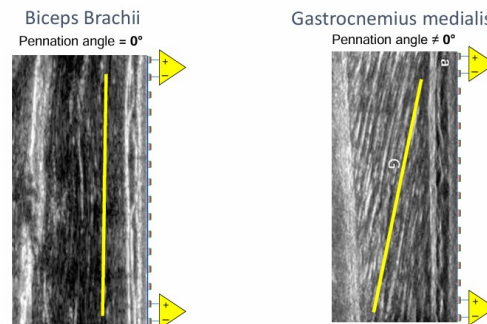 Biceps Brachii
Pennation angle = 0°
Gastrocnemius medialis
Pennation angle ≠ 0°
a
G
+
−
+
−
+
−
+
−